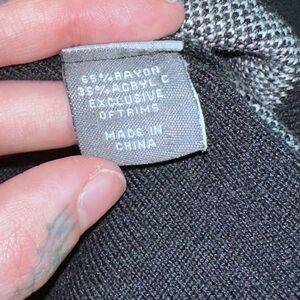 65% RAYON
35% ACRYLIC
EXCLUSIVE
OF TRIMS
MADE IN
CHINA